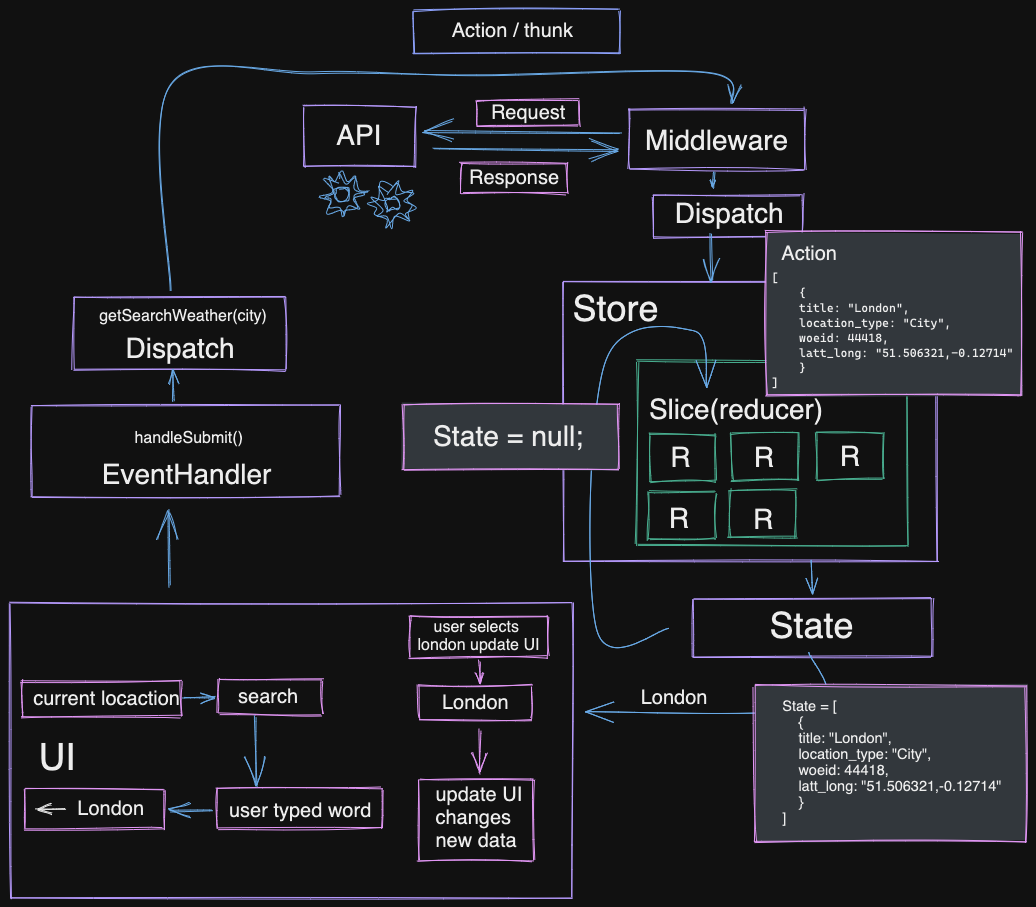 Action / thunk
API
Request
Response
Middleware
Dispatch
Action
[
{
title: "London",
location_type: "City",
woeid: 44418,
latt_long: "51.506321,-0.12714"
}
]
getSearchWeather(city)
Dispatch
handleSubmit()
EventHandler
Store
State = null;
Slice(reducer)
R
R
R
R
R
State
London
State = [
{
title: "London",
location_type: "City",
woeid: 44418,
latt_long: "51.506321,-0.12714"
}
]
user selects
london update UI
London
update UI
changes
new data
current locaction
search
UI
London
user typed word